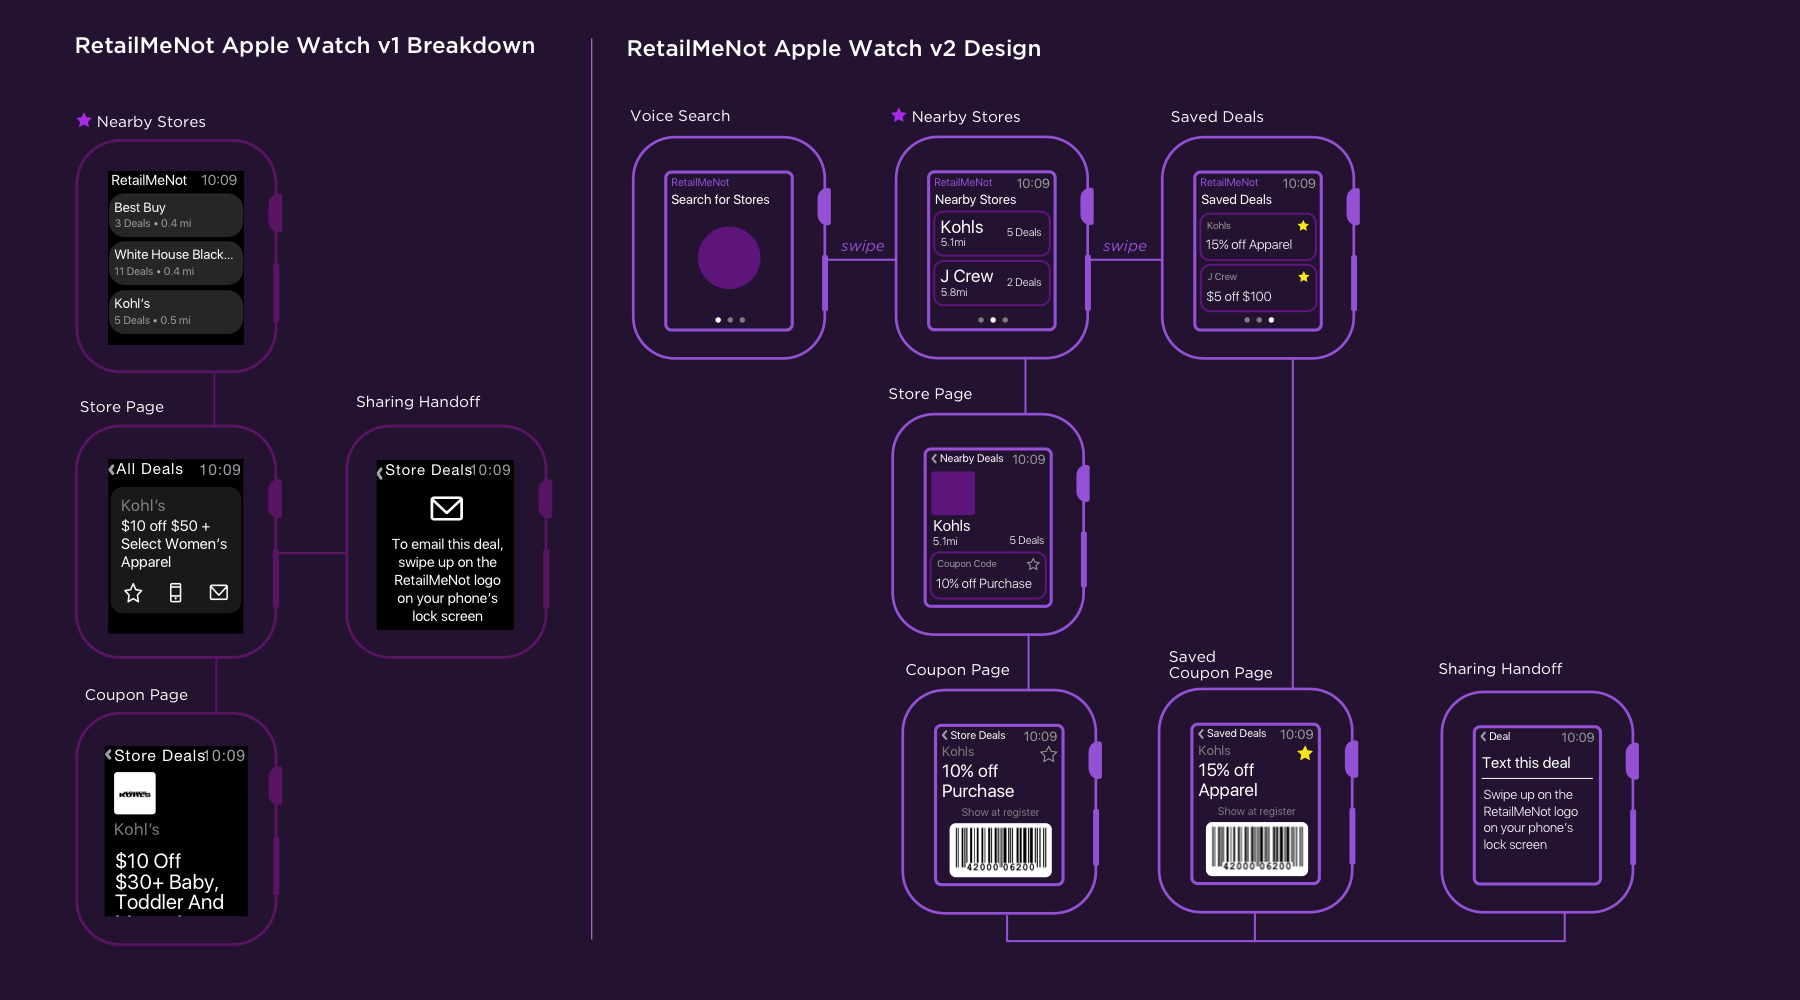 RetailMeNot Apple Watch v1 Breakdown
Nearby Stores
RetailMeNot 10:09
Best Buy
3 Deals • 0.4 mi
White House Black...
11 Deals • 0.4 mi
Kohl's
5 Deals • 0.5 mi
Store Page
All Deals 10:09
Kohl's
$10 off $50 +
Select Women's
Apparel
Sharing Handoff
Store Deals 10:09
To email this deal,
swipe up on the
RetailMeNot logo
on your phone's
lock screen
Coupon Page
Store Deals 10:09
KOHL'S
Kohl's
$10 Off
$30+ Baby,
Toddler And
RetailMeNot Apple Watch v2 Design
Voice Search
RetailMeNot
Search for Stores
swipe
Nearby Stores
RetailMeNot 10:09
Nearby Stores
Kohls
5.1mi
5 Deals
J Crew
5.8mi
2 Deals
swipe
Saved Deals
RetailMeNot 10:09
Saved Deals
Kohls
15% off Apparel
J Crew
$5 off $100
Store Page
Nearby Deals 10:09
Kohls
5.1mi 5 Deals
Coupon Code
10% off Purchase
Coupon Page
Store Deals 10:09
Kohls
10% off
Purchase
Show at register
42000 06200
Saved
Coupon Page
Saved Deals 10:09
Kohls
15% off
Apparel
Show at register
42000 06200
Sharing Handoff
Deal 10:09
Text this deal
Swipe up on the
RetailMeNot logo
on your phone's
lock screen